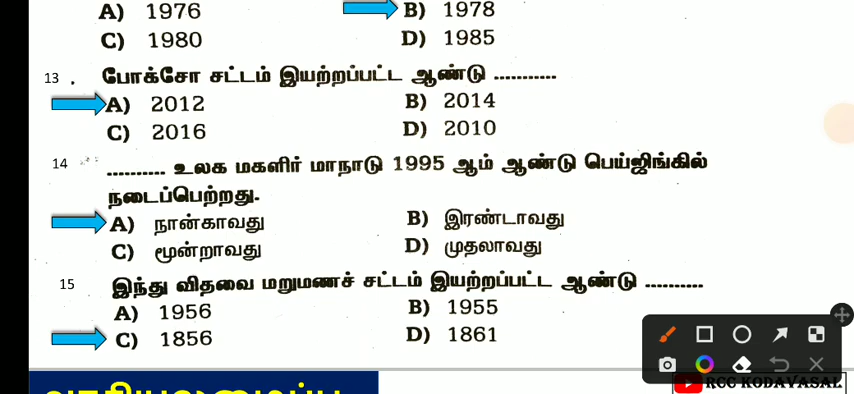 A) 1976 B) 1978
C) 1980 D) 1985
13 . போக்சோ சட்டம் இயற்றப்பட்ட ஆண்டு ...........
A) 2012 B) 2014
C) 2016 D) 2010
14 .......... உலக மகளிர் மாநாடு 1995 ஆம் ஆண்டு பெய்ஜிங்கில்
நடைப்பெற்றது.
A) நான்காவது B) இரண்டாவது
C) மூன்றாவது D) முதலாவது
15 இந்து விதவை மறுமணச் சட்டம் இயற்றப்பட்ட ஆண்டு ..........
A) 1956 B) 1955
C) 1856 D) 1861
RCC KODAVASAL